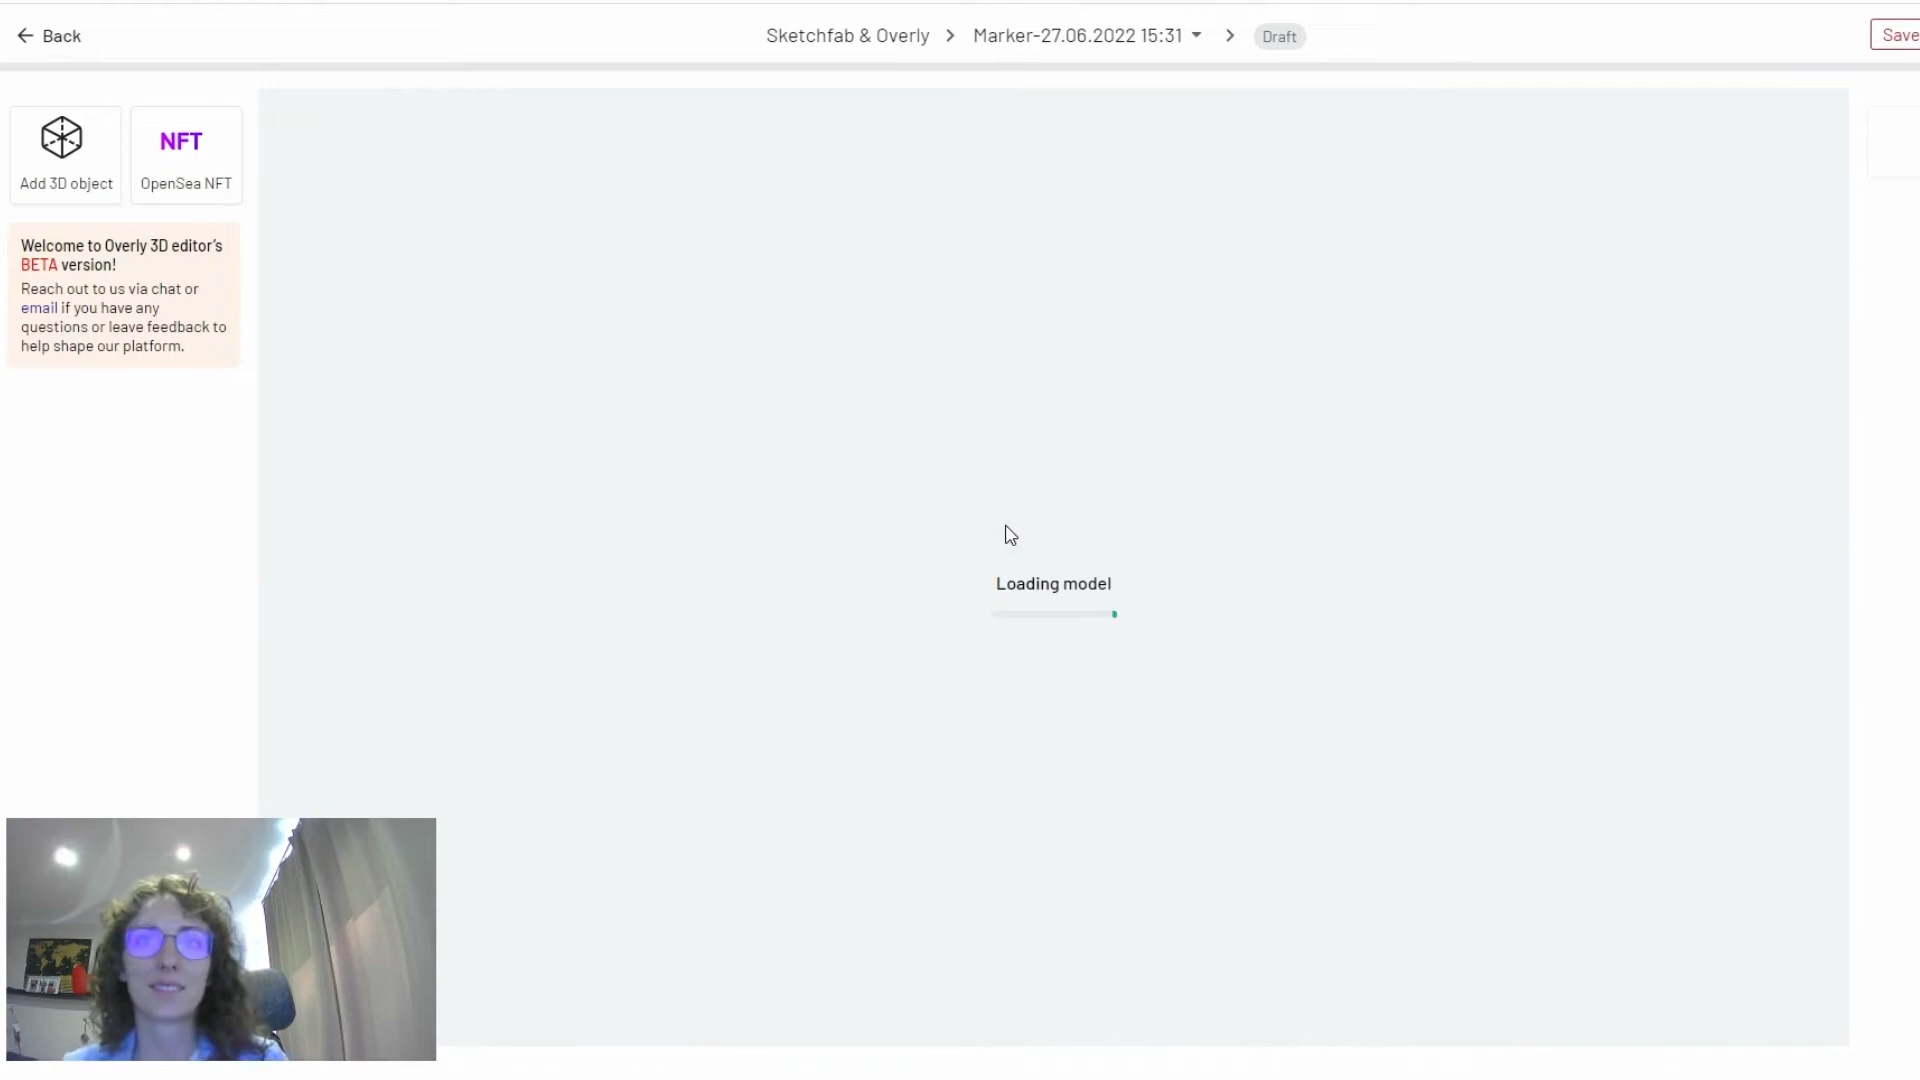 Back
Sketchfab & Overly
Marker-27.06.2022 15:31
Draft
Save
NFT
Add 3D object
OpenSea NFT
Welcome to Overly 3D editor's
BETA version!
Reach out to us via chat or
email if you have any
questions or leave feedback to
help shape our platform.
Loading model